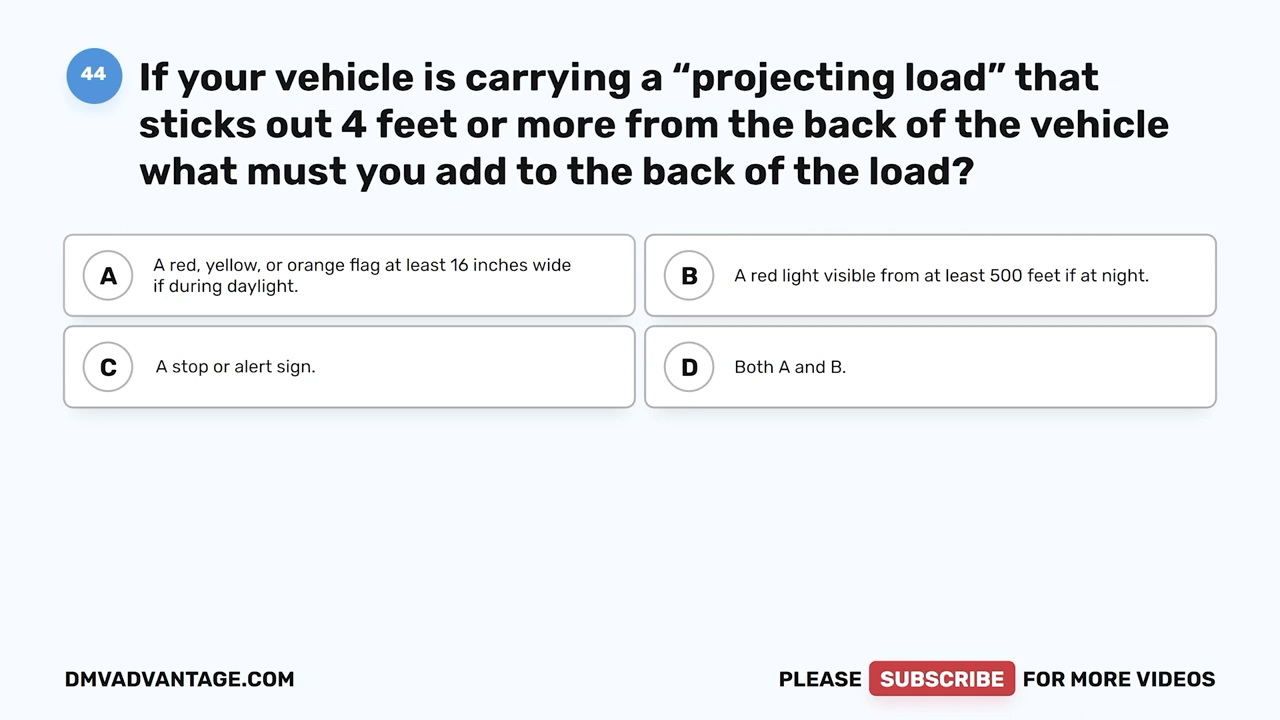 44
If your vehicle is carrying a “projecting load” that
sticks out 4 feet or more from the back of the vehicle
what must you add to the back of the load?
A
A red, yellow, or orange flag at least 16 inches wide
if during daylight.
B
A red light visible from at least 500 feet if at night.
C
A stop or alert sign.
D
Both A and B.
DMVADVANTAGE.COM
PLEASE SUBSCRIBE FOR MORE VIDEOS